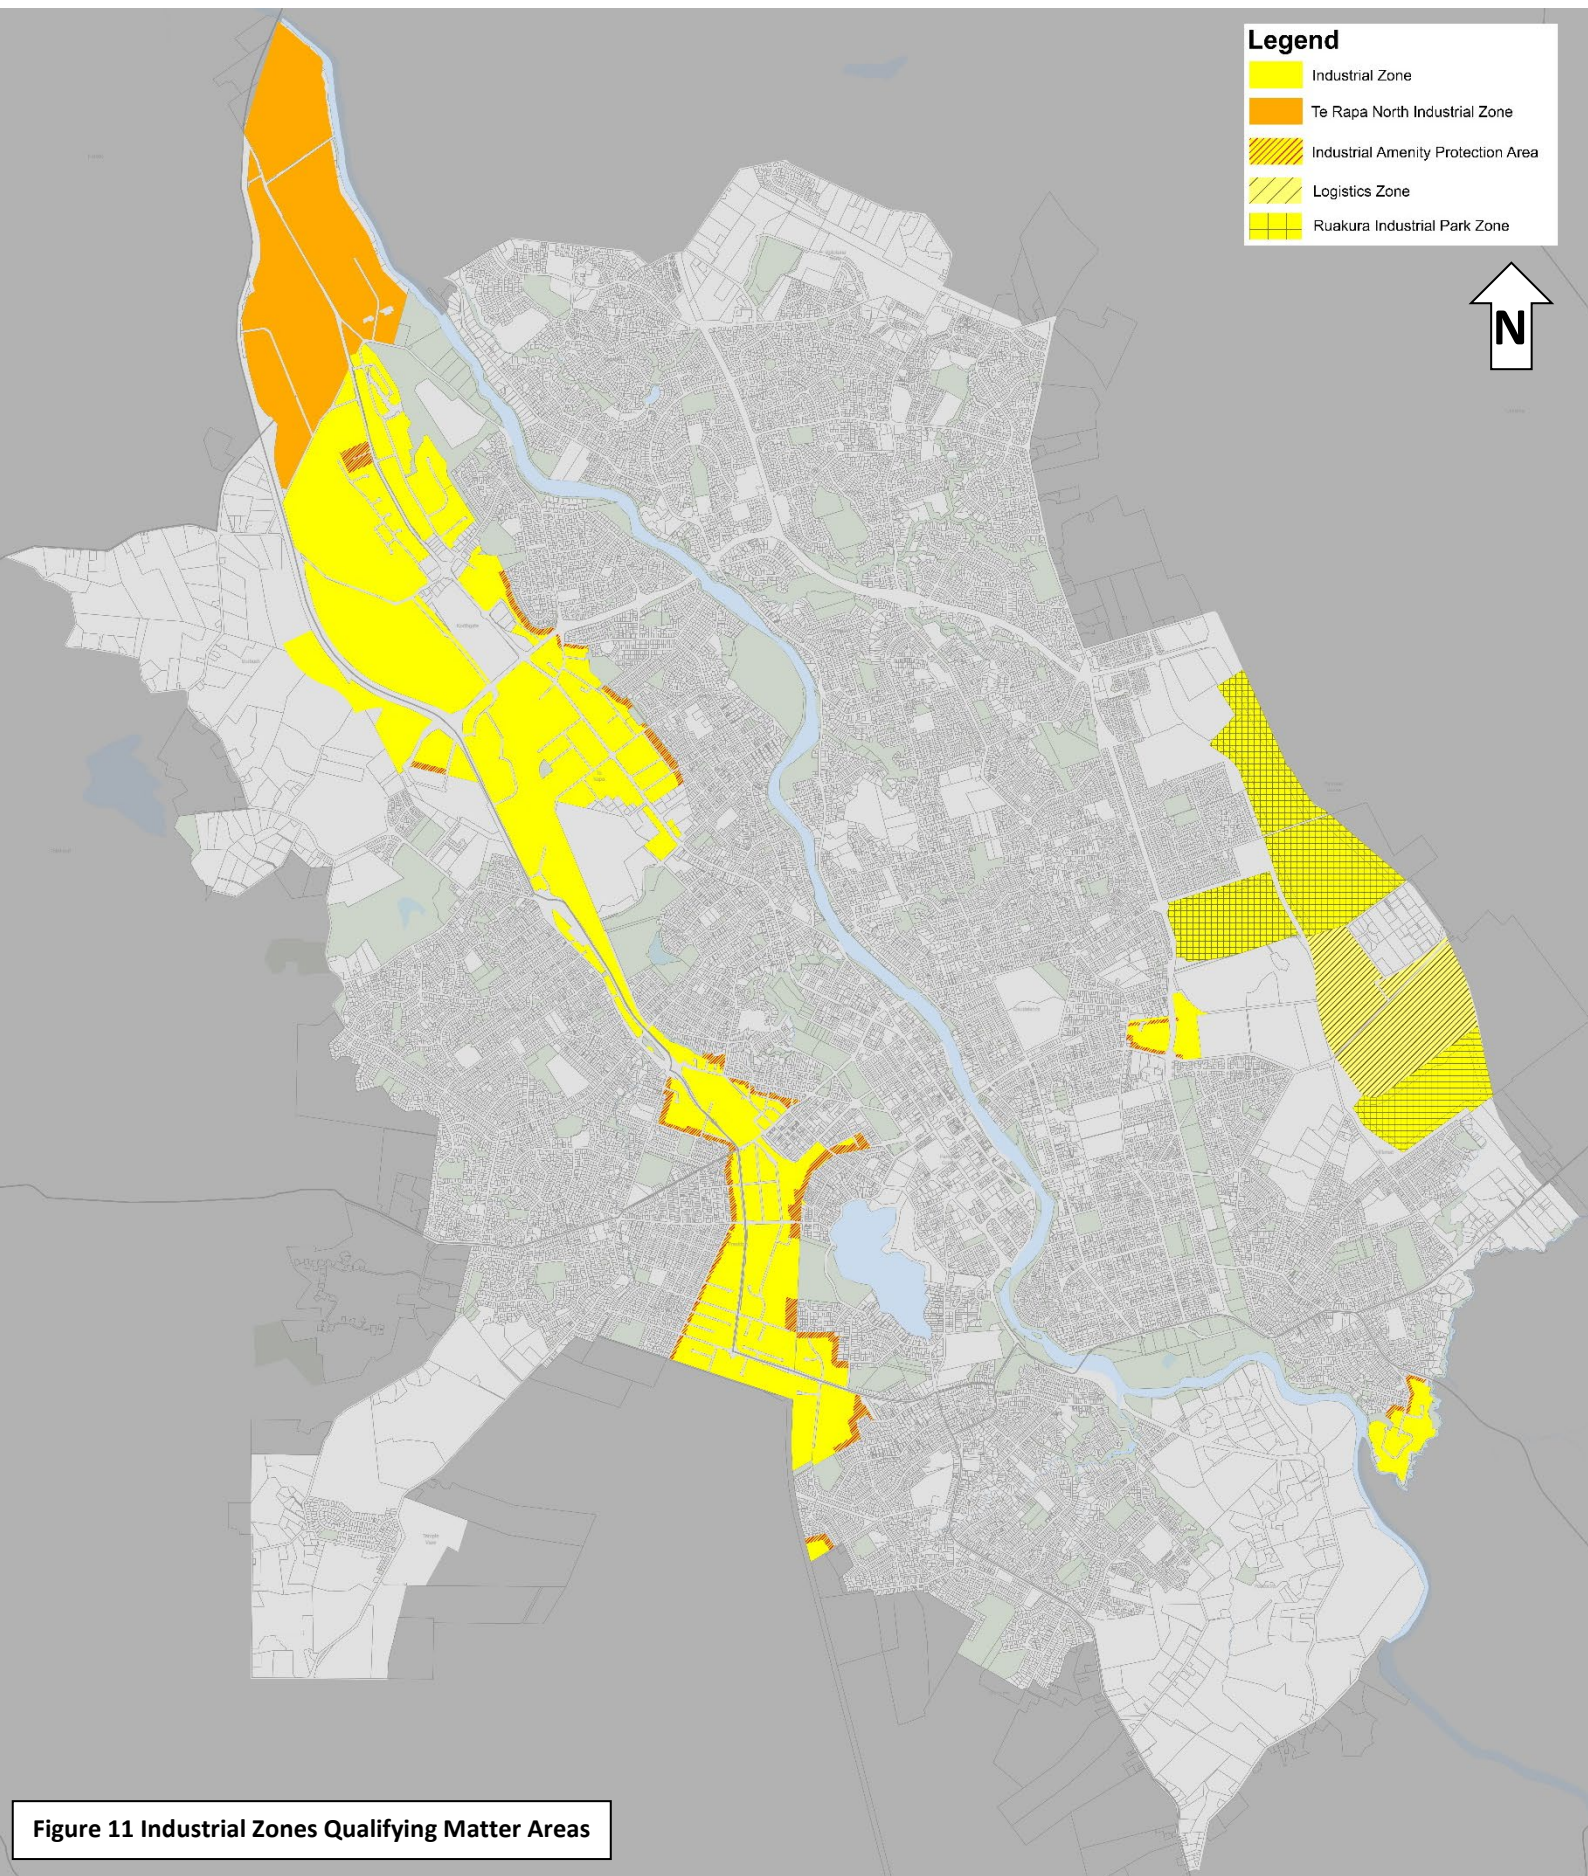 Legend
Industrial Zone
Te Rapa North Industrial Zone
Industrial Amenity Protection Area
Logistics Zone
Ruakura Industrial Park Zone
N
Figure 11 Industrial Zones Qualifying Matter Areas